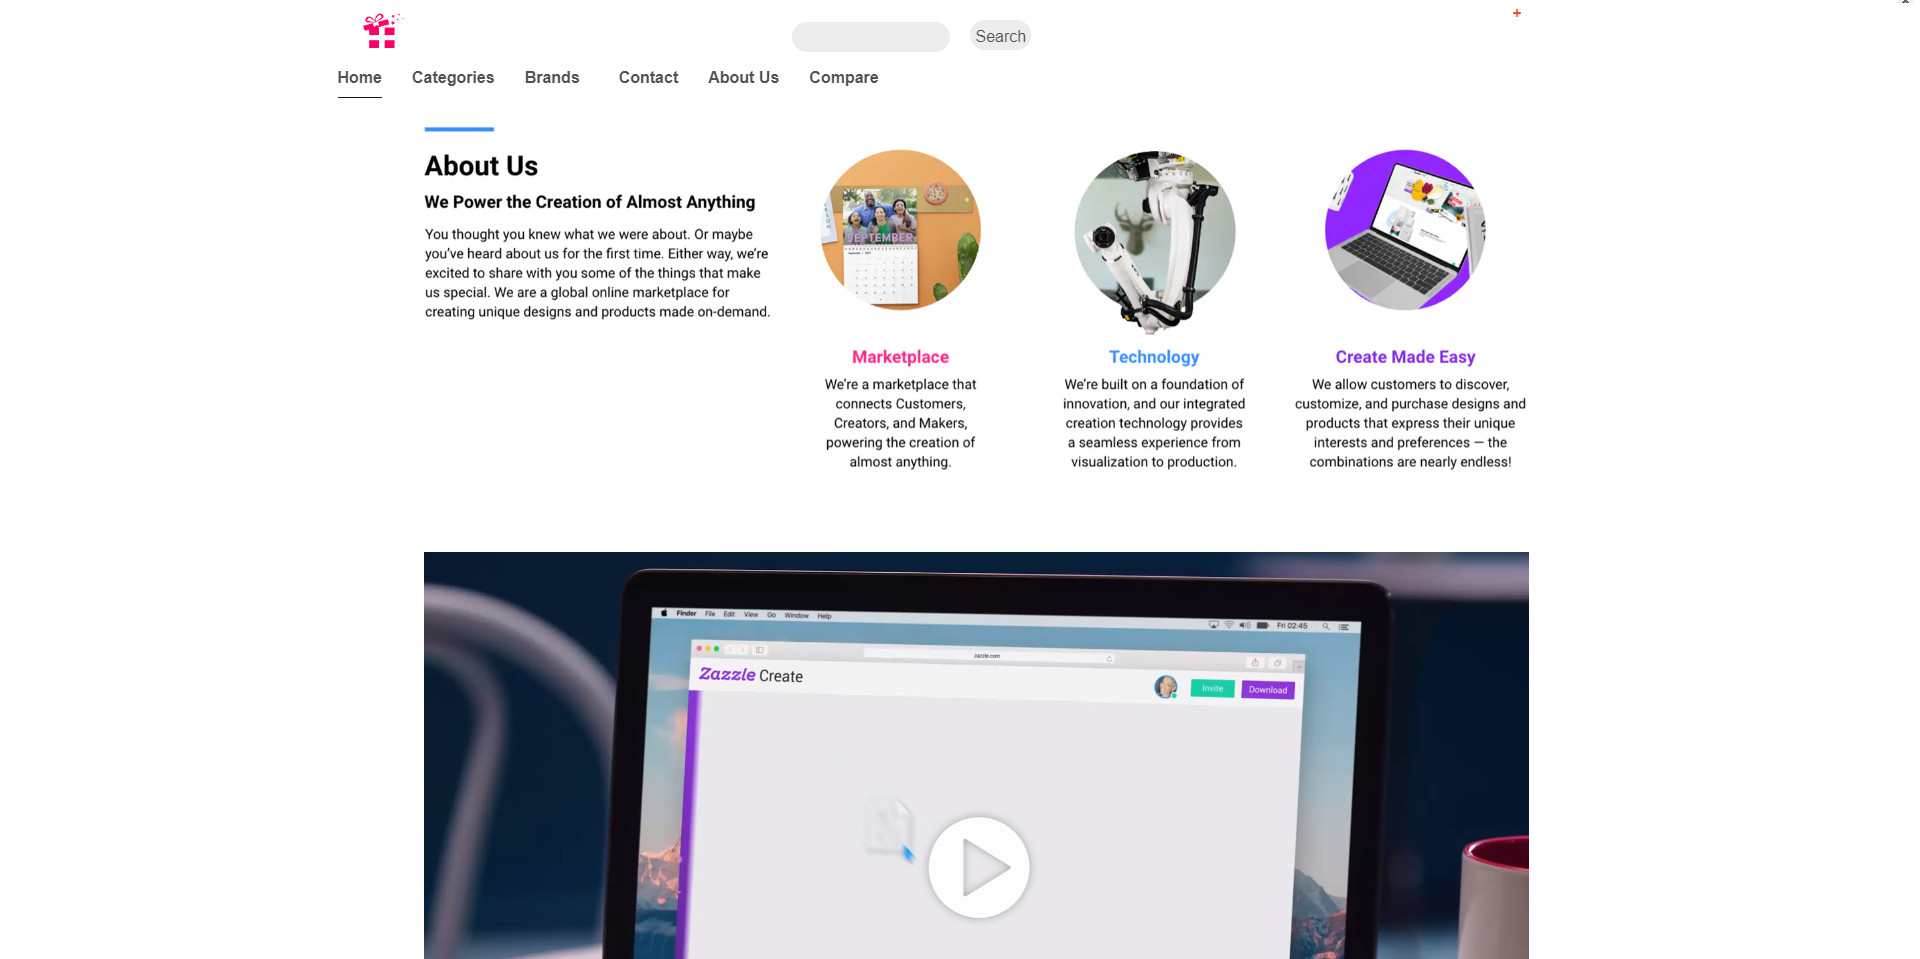 +
Search
Home Categories Brands Contact About Us Compare
About Us
We Power the Creation of Almost Anything
You thought you knew what we were about. Or maybe
you've heard about us for the first time. Either way, we're
excited to share with you some of the things that make
us special. We are a global online marketplace for
creating unique designs and products made on-demand.
SEPTEMBER
Marketplace
We're a marketplace that
connects Customers,
Creators, and Makers,
powering the creation of
almost anything.
Technology
We're built on a foundation of
innovation, and our integrated
creation technology provides
a seamless experience from
visualization to production.
Create Made Easy
We allow customers to discover,
customize, and purchase designs and
products that express their unique
interests and preferences — the
combinations are nearly endless!
Finder File Edit View Go Window Help
Fri 02:45
zazzle.com
Zazzle Create
Invite
Download